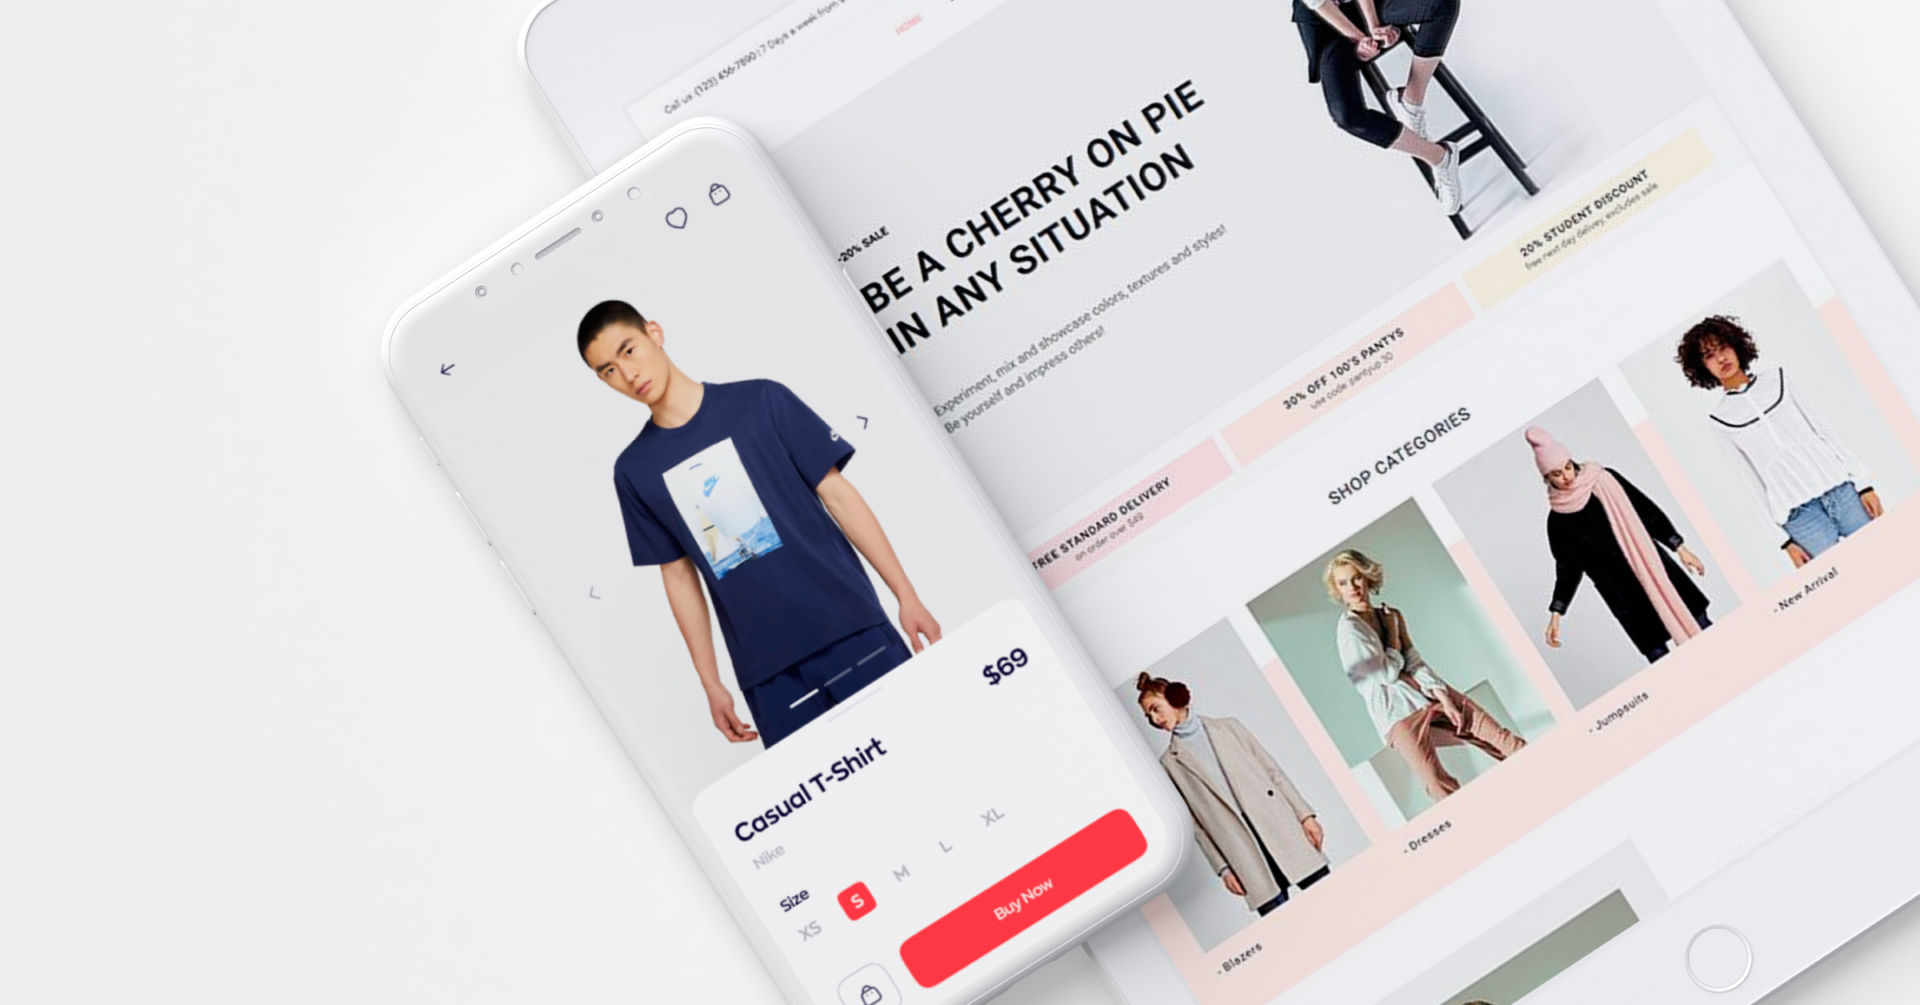 Call us (123) 456-7890 | 7 Days a week from
HOME
-20% SALE
BE A CHERRY ON PIE
IN ANY SITUATION
Experiment, mix and showcase colors, textures and styles!
Be yourself and impress others!
FREE STANDARD DELIVERY
on order over $49
30% OFF 100'S PANTYS
use code: pantyup 30
20% STUDENT DISCOUNT
free next day delivey, excludes sale
SHOP CATEGORIES
- Blazers
- Dresses
- Jumpsuits
- New Arrival
$69
Casual T-Shirt
Nike
Size
XS
S
M
L
XL
Buy Now